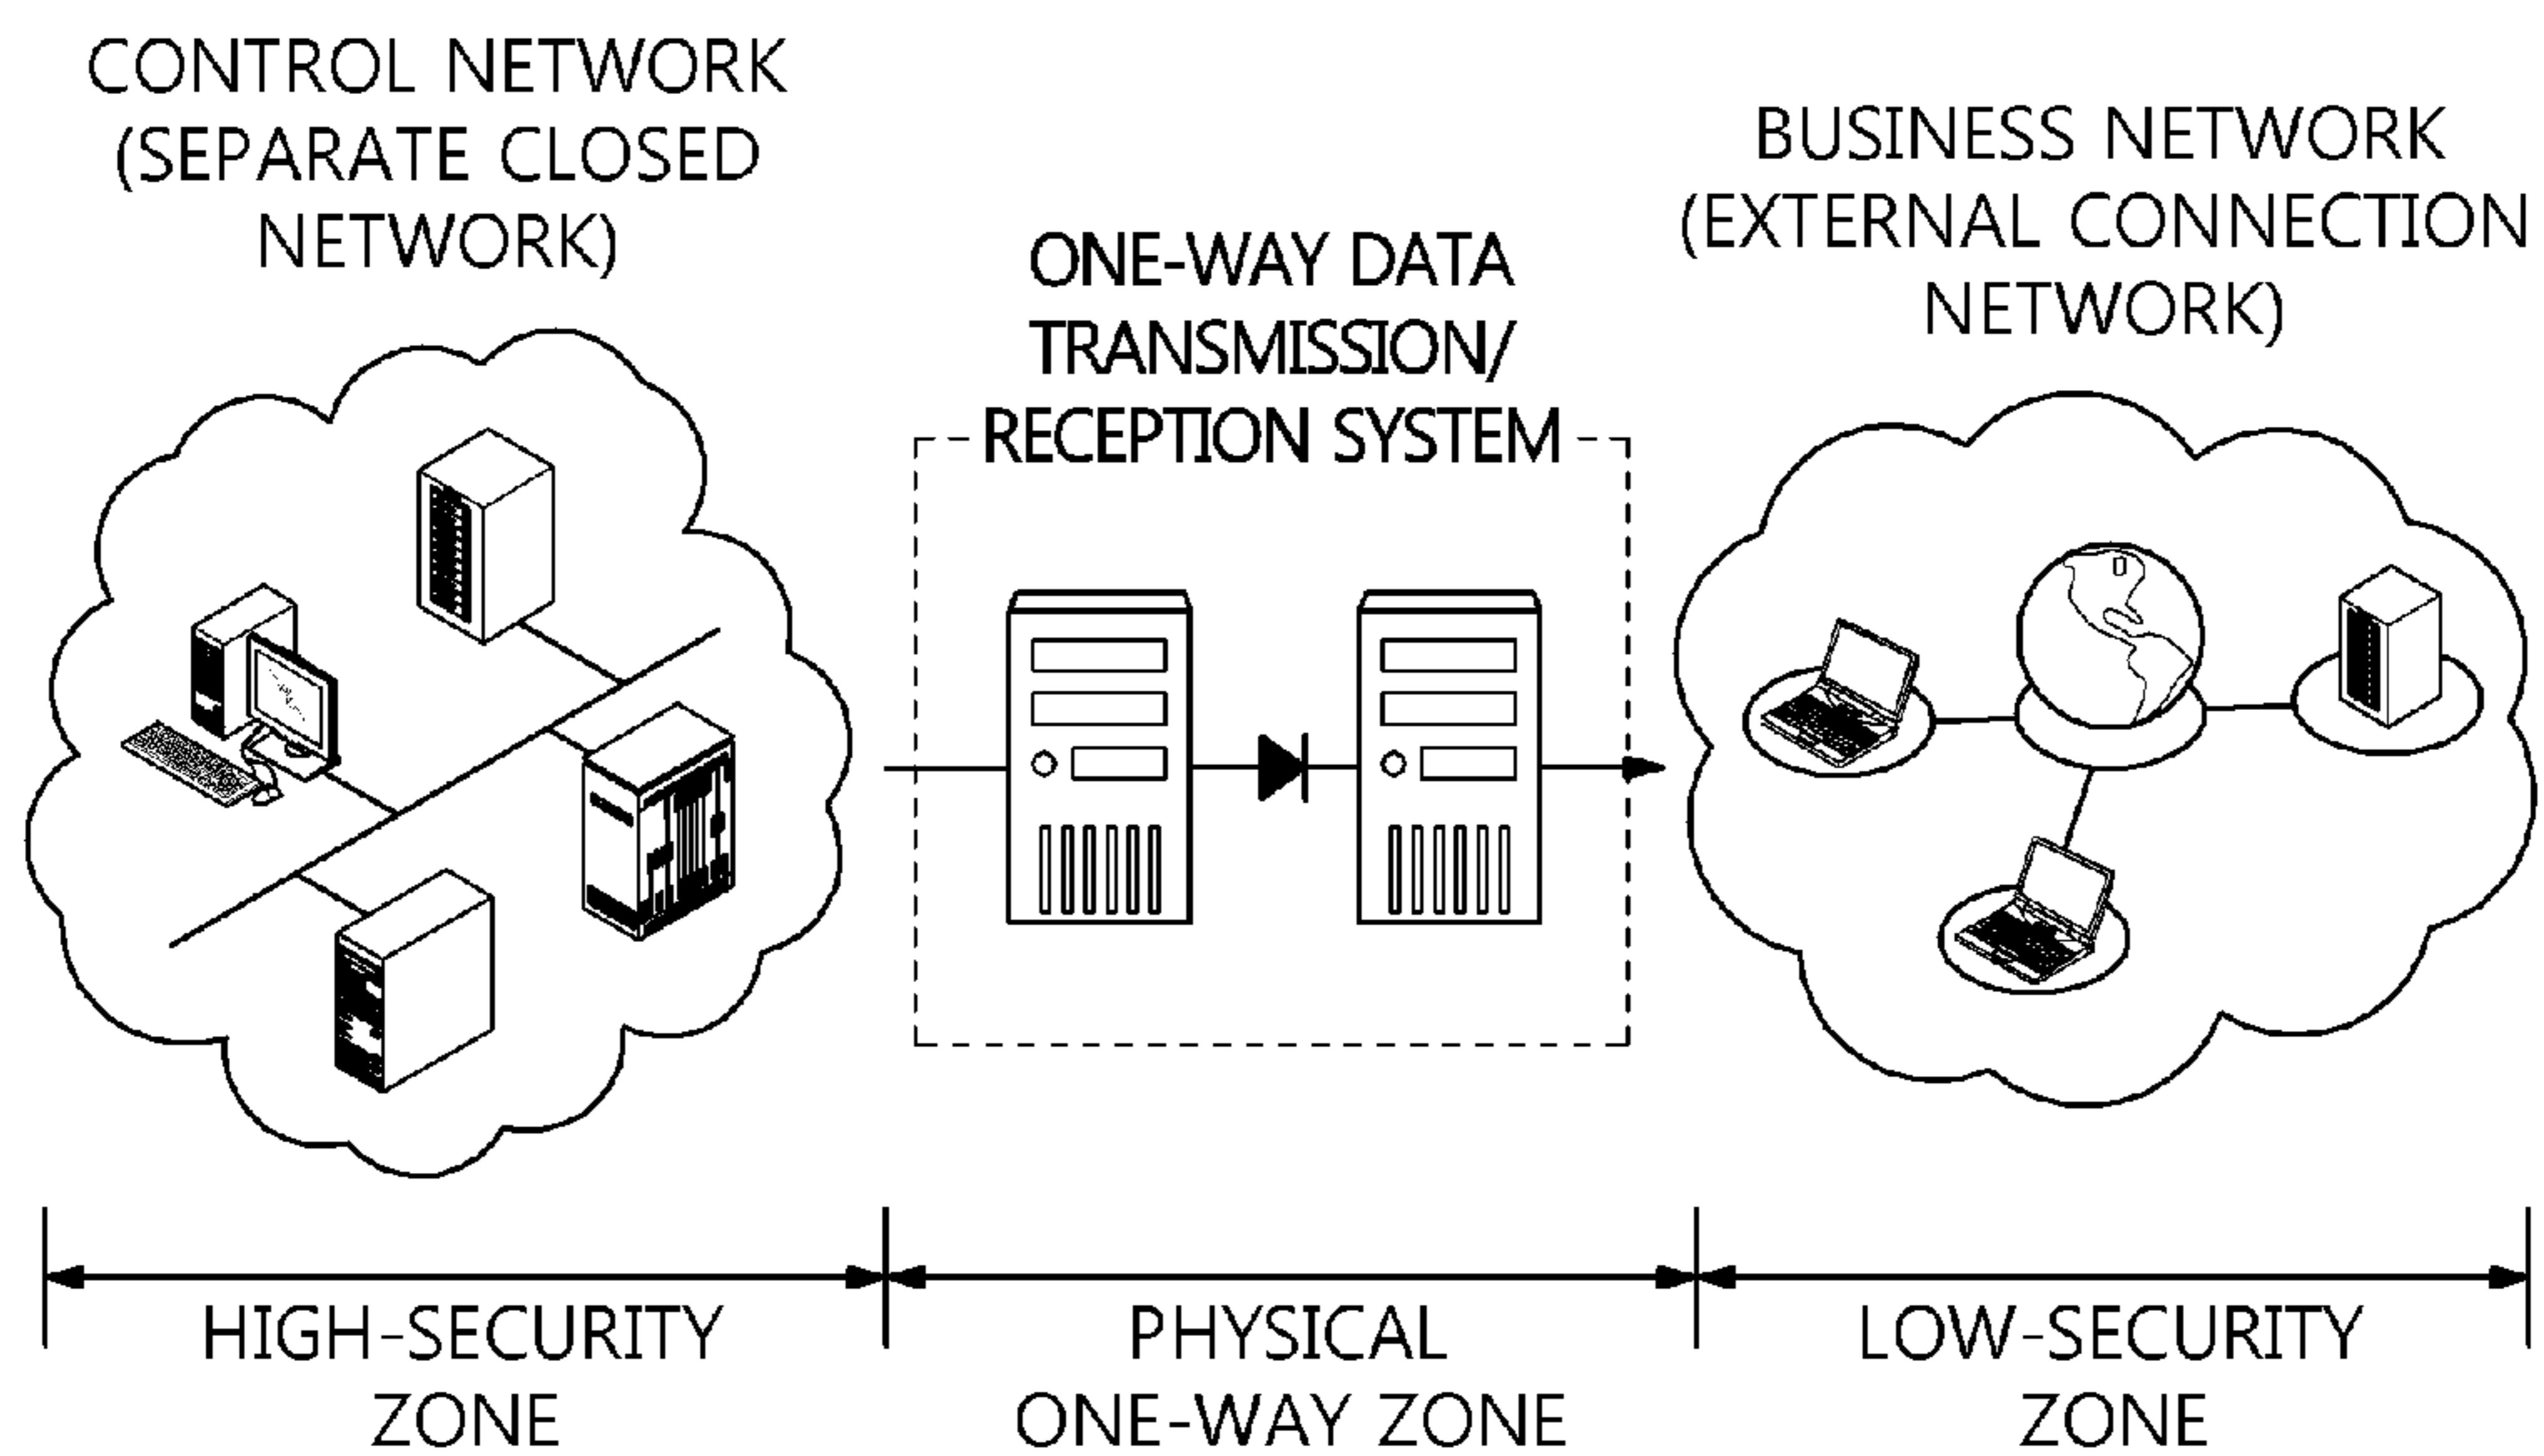 CONTROL NETWORK
(SEPARATE CLOSED
NETWORK)
ONE-WAY DATA
TRANSMISSION/
RECEPTION SYSTEM
BUSINESS NETWORK
(EXTERNAL CONNECTION
NETWORK)
HIGH-SECURITY
ZONE
PHYSICAL
ONE-WAY ZONE
LOW-SECURITY
ZONE